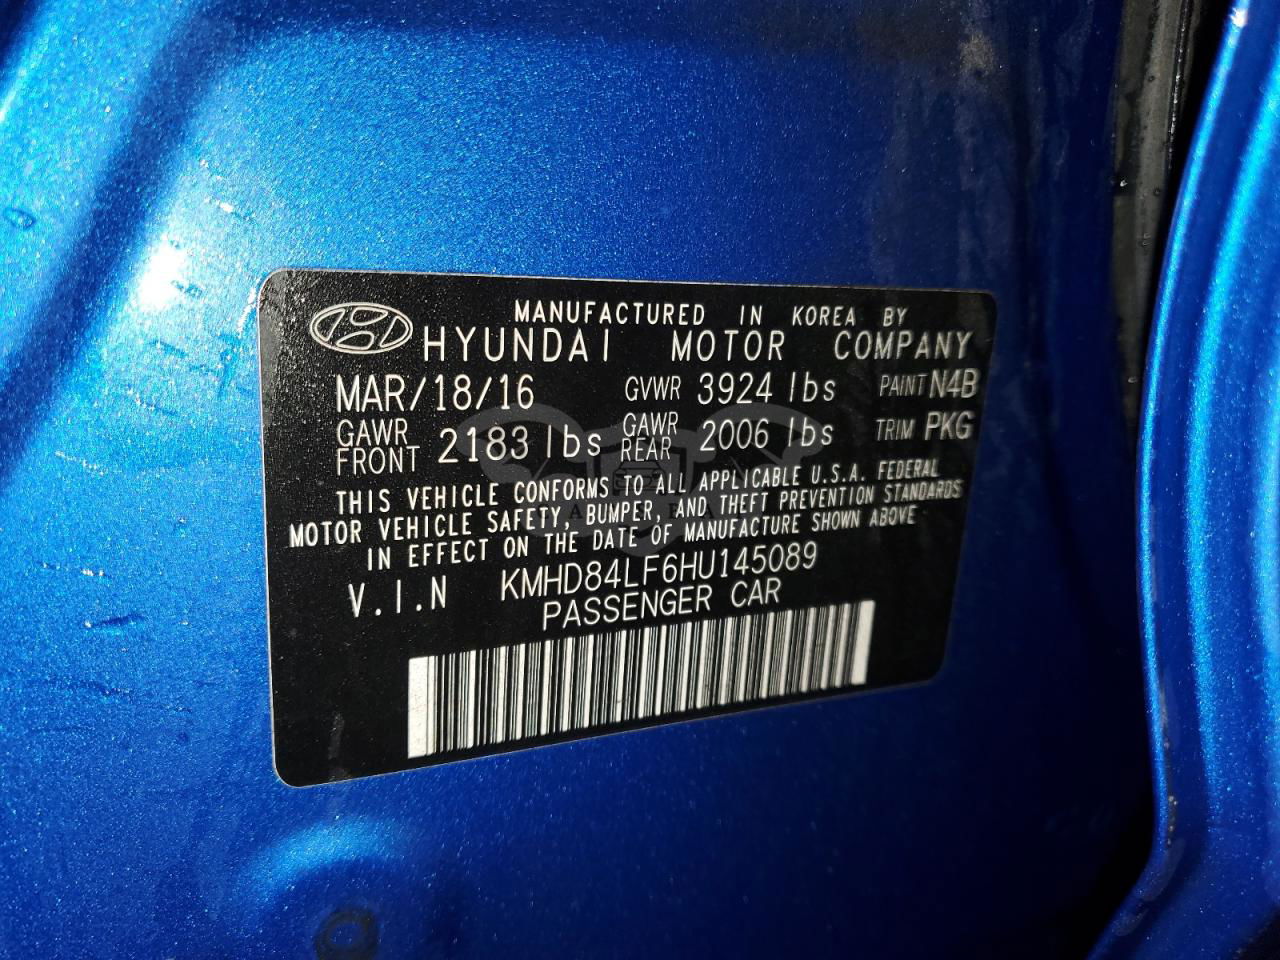 MANUFACTURED IN KOREA BY
HYUNDAI MOTOR COMPANY
MAR/18/16 GVWR 3924 lbs PAINT N4B
GAWR FRONT 2183 lbs GAWR REAR 2006 lbs TRIM PKG
THIS VEHICLE CONFORMS TO ALL APPLICABLE U.S.A. FEDERAL
MOTOR VEHICLE SAFETY, BUMPER, AND THEFT PREVENTION STANDARDS
IN EFFECT ON THE DATE OF MANUFACTURE SHOWN ABOVE
V.I.N KMHD84LF6HU145089
PASSENGER CAR